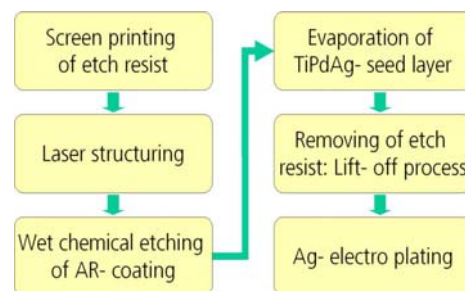 Screen printing
of etch resist
Laser structuring
Wet chemical etching
of AR- coating
Evaporation of
TiPdAg- seed layer
Removing of etch
resist: Lift- off process
Ag- electro plating